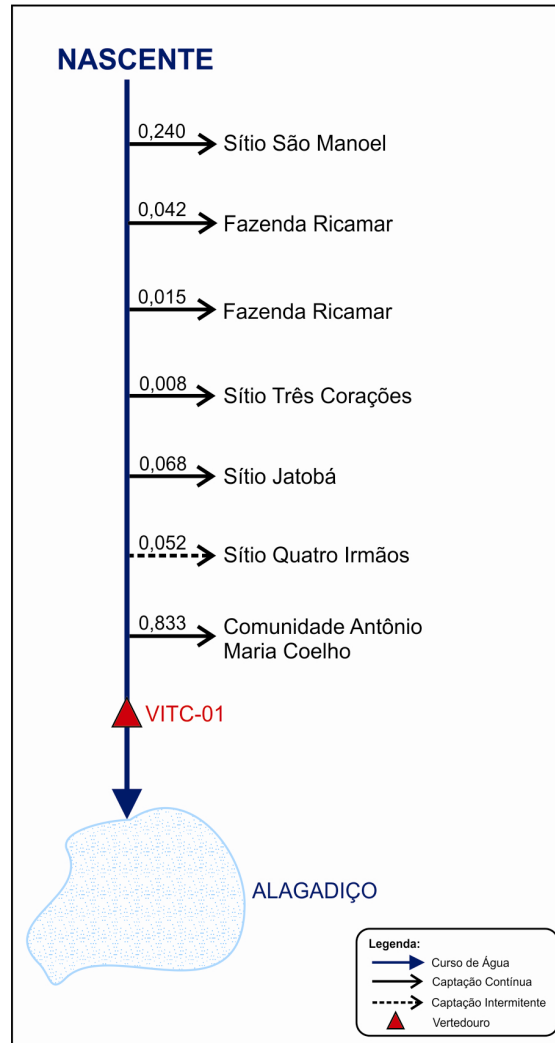 NASCENTE
0,240
Sítio São Manoel
0,042
Fazenda Ricamar
0,015
Fazenda Ricamar
0,008
Sítio Três Corações
0,068
Sítio Jatobá
0,052
Sítio Quatro Irmãos
0,833
Comunidade Antônio
Maria Coelho
VITC-01
ALAGADIÇO
Legenda:
Curso de Água
Captação Contínua
Captação Intermitente
Vertedouro